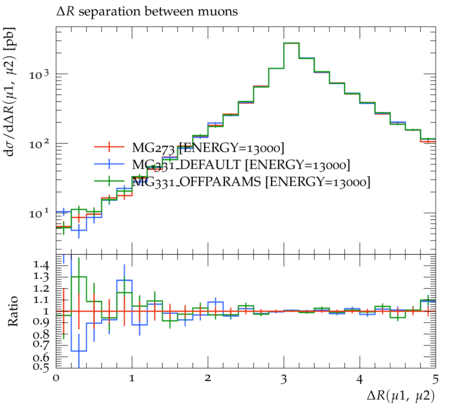 ΔR separation between muons
dσ/dΔR(μ1, μ2) [pb]
10³
10²
10¹
MG273 [ENERGY=13000]
MG331_DEFAULT [ENERGY=13000]
MG331_OFFPARAMS [ENERGY=13000]
Ratio
1.4
1.3
1.2
1.1
1
0.9
0.8
0.7
0.6
0.5
0 1 2 3 4 5
ΔR(μ1, μ2)